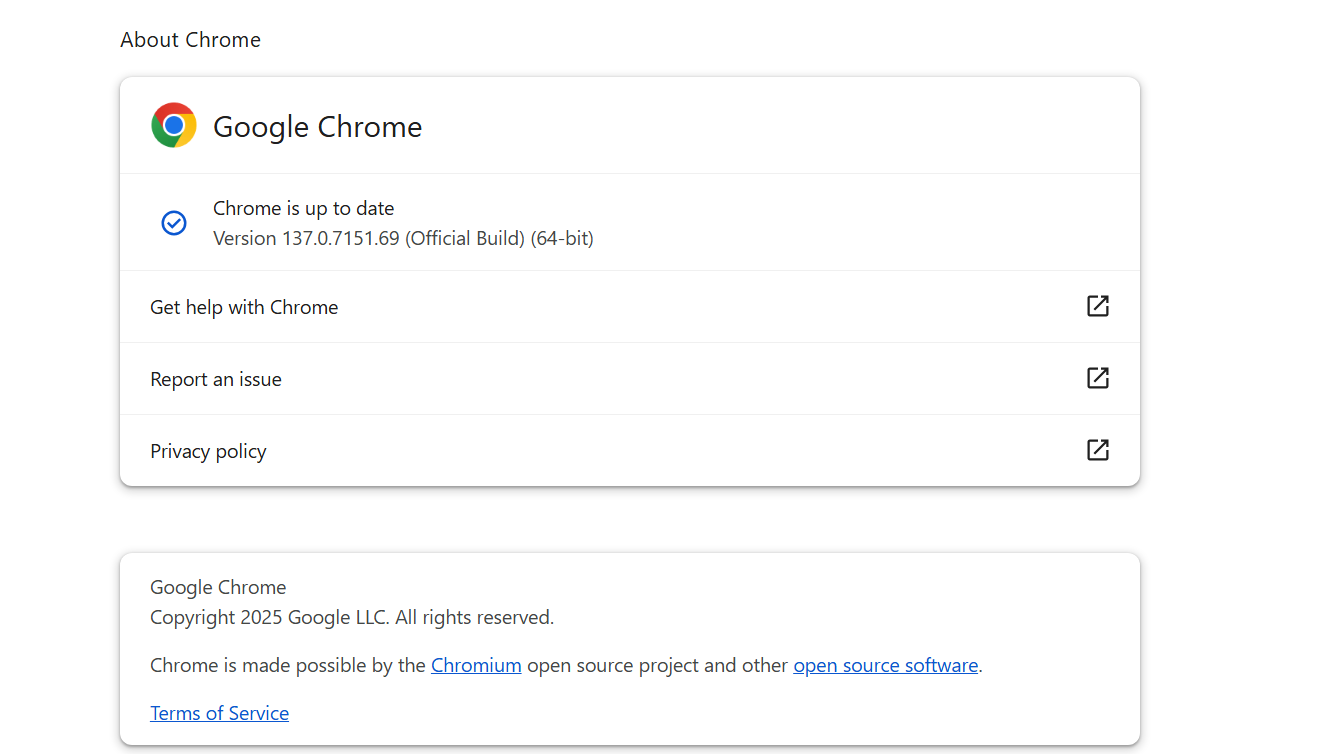 About Chrome
Google Chrome
Chrome is up to date
Version 137.0.7151.69 (Official Build) (64-bit)
Get help with Chrome
Report an issue
Privacy policy
Google Chrome
Copyright 2025 Google LLC. All rights reserved.
Chrome is made possible by the Chromium open source project and other open source software.
Terms of Service